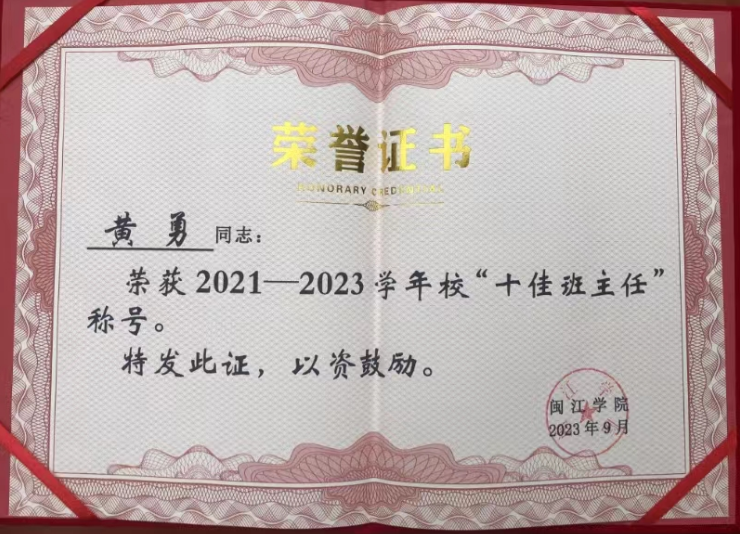 荣誉证书
HONORARY CREDENTIAL
黄勇同志：
荣获2021—2023学年校“十佳班主任”
称号。
特发此证，以资鼓励。
闽江学院
2023年9月